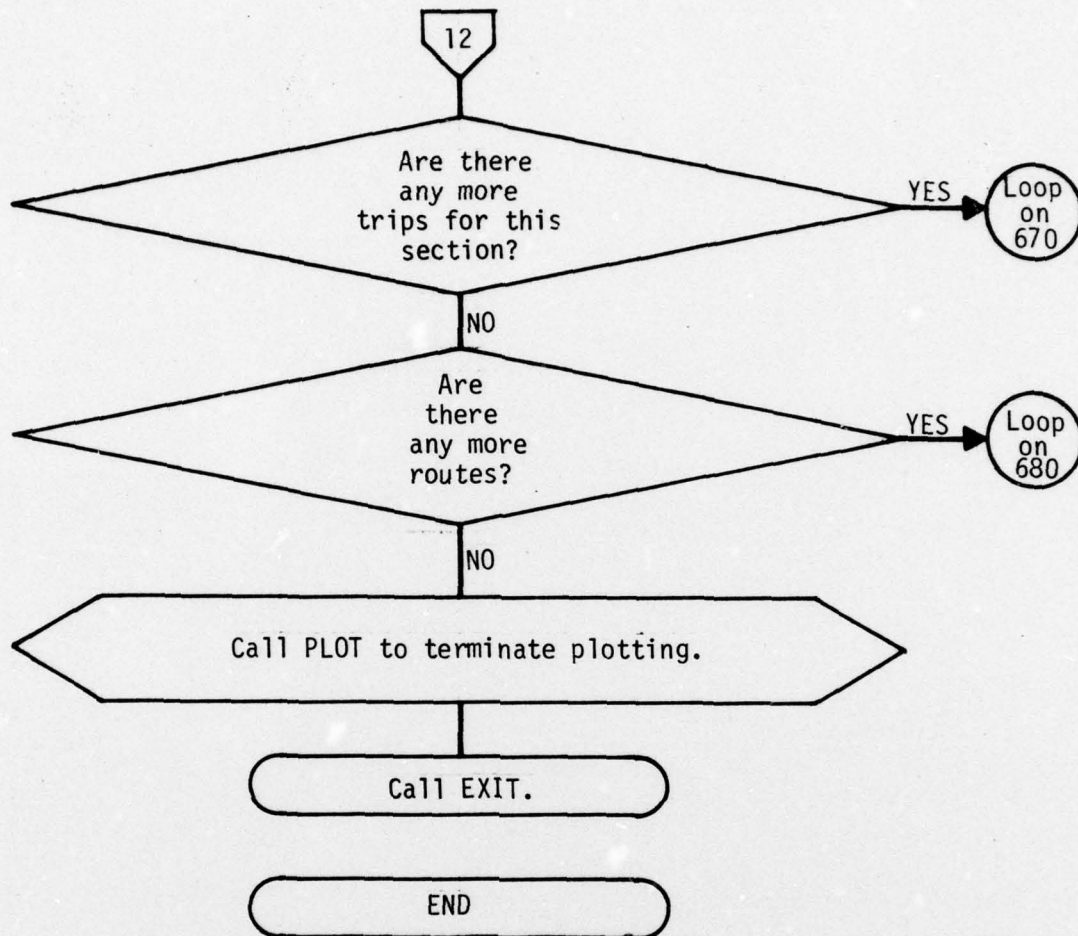 12
Are there
any more
trips for this
section?
YES
Loop
on
670
NO
Are
there
any more
routes?
YES
Loop
on
680
NO
Call PLOT to terminate plotting.
Call EXIT.
END